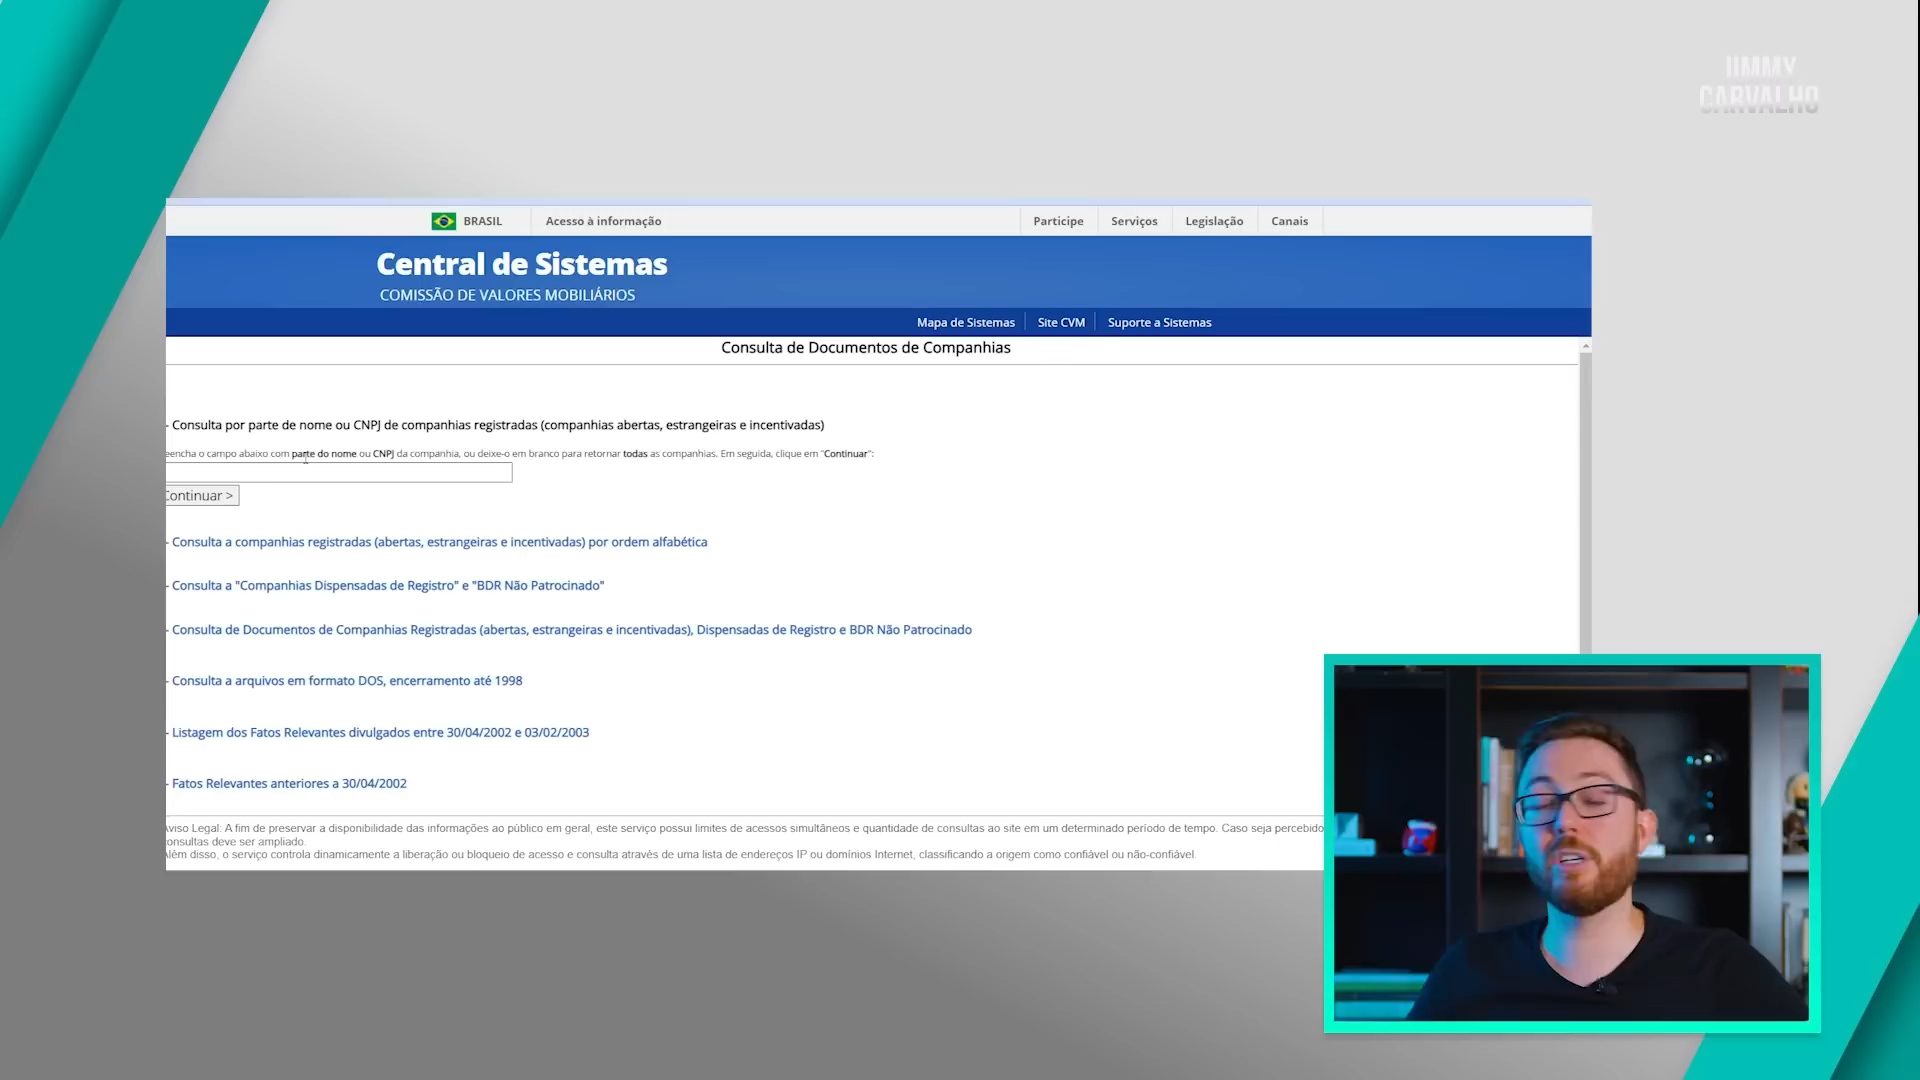 JIMMY
CARVALHO
BRASIL
Acesso à informação
Participe
Serviços
Legislação
Canais
Central de Sistemas
COMISSÃO DE VALORES MOBILIÁRIOS
Mapa de Sistemas
Site CVM
Suporte a Sistemas
Consulta de Documentos de Companhias
- Consulta por parte de nome ou CNPJ de companhias registradas (companhias abertas, estrangeiras e incentivadas)
eencha o campo abaixo com parte do nome ou CNPJ da companhia, ou deixe-o em branco para retornar todas as companhias. Em seguida, clique em "Continuar":
Continuar >
- Consulta a companhias registradas (abertas, estrangeiras e incentivadas) por ordem alfabética
- Consulta a "Companhias Dispensadas de Registro" e "BDR Não Patrocinado"
- Consulta de Documentos de Companhias Registradas (abertas, estrangeiras e incentivadas), Dispensadas de Registro e BDR Não Patrocinado
- Consulta a arquivos em formato DOS, encerramento até 1998
- Listagem dos Fatos Relevantes divulgados entre 30/04/2002 e 03/02/2003
- Fatos Relevantes anteriores a 30/04/2002
Aviso Legal: A fim de preservar a disponibilidade das informações ao público em geral, este serviço possui limites de acessos simultâneos e quantidade de consultas ao site em um determinado período de tempo. Caso seja percebido
onsultas deve ser ampliado.
Além disso, o serviço controla dinamicamente a liberação ou bloqueio de acesso e consulta através de uma lista de endereços IP ou domínios Internet, classificando a origem como confiável ou não-confiável.